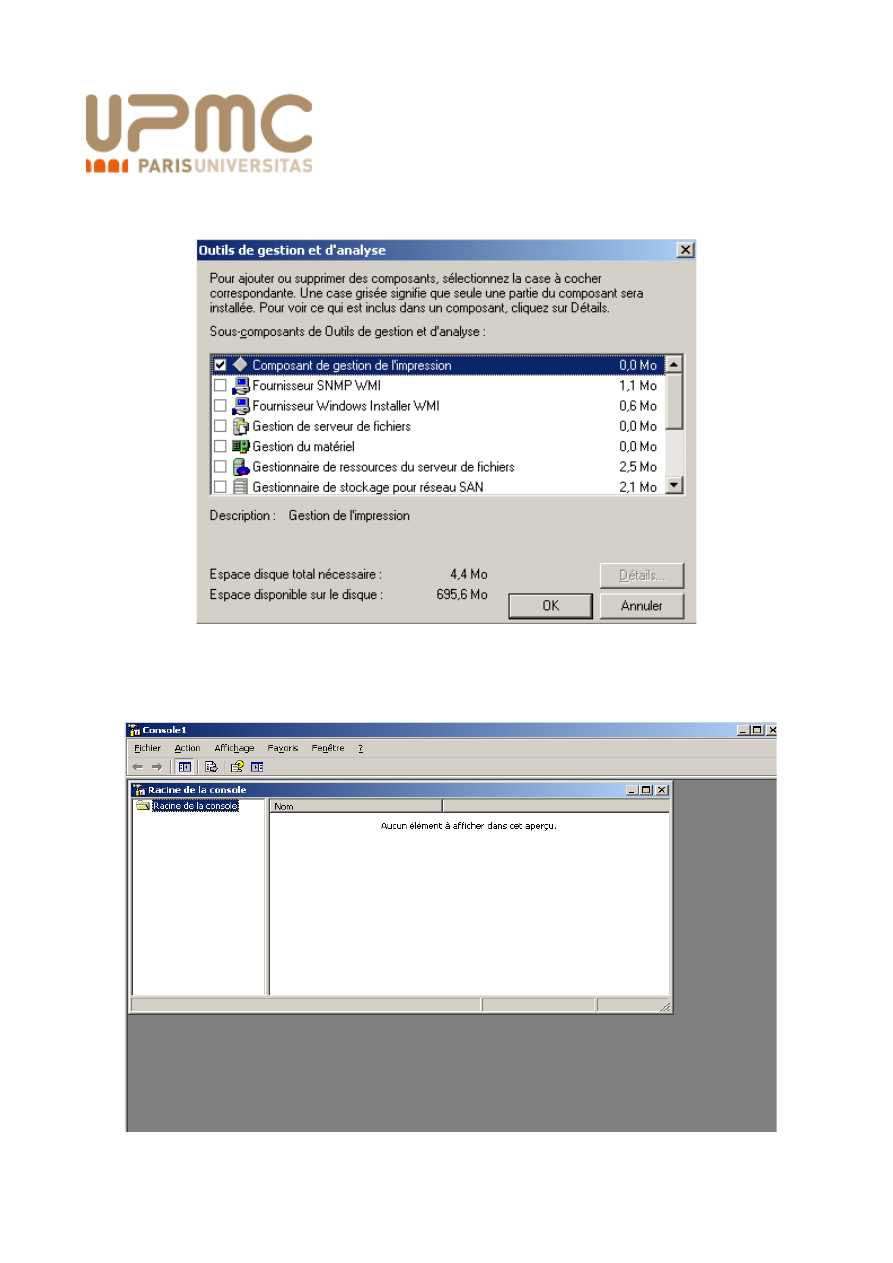 UPMC
PARISUNIVERSITAS
Outils de gestion et d'analyse
Pour ajouter ou supprimer des composants, sélectionnez la case à cocher
correspondante. Une case grisée signifie que seule une partie du composant sera
installée. Pour voir ce qui est inclus dans un composant, cliquez sur Détails.
Sous-composants de Outils de gestion et d'analyse :
Composant de gestion de l'impression 0,0 Mo
Fournisseur SNMP WMI 1,1 Mo
Fournisseur Windows Installer WMI 0,6 Mo
Gestion de serveur de fichiers 0,0 Mo
Gestion du matériel 0,0 Mo
Gestionnaire de ressources du serveur de fichiers 2,5 Mo
Gestionnaire de stockage pour réseau SAN 2,1 Mo
Description : Gestion de l'impression
Espace disque total nécessaire : 4,4 Mo
Détails...
Espace disponible sur le disque : 695,6 Mo
OK Annuler
Console1
Fichier Action Affichage Favoris Fenêtre ?
Racine de la console
Racine de la console
Nom
Aucun élément à afficher dans cet aperçu.